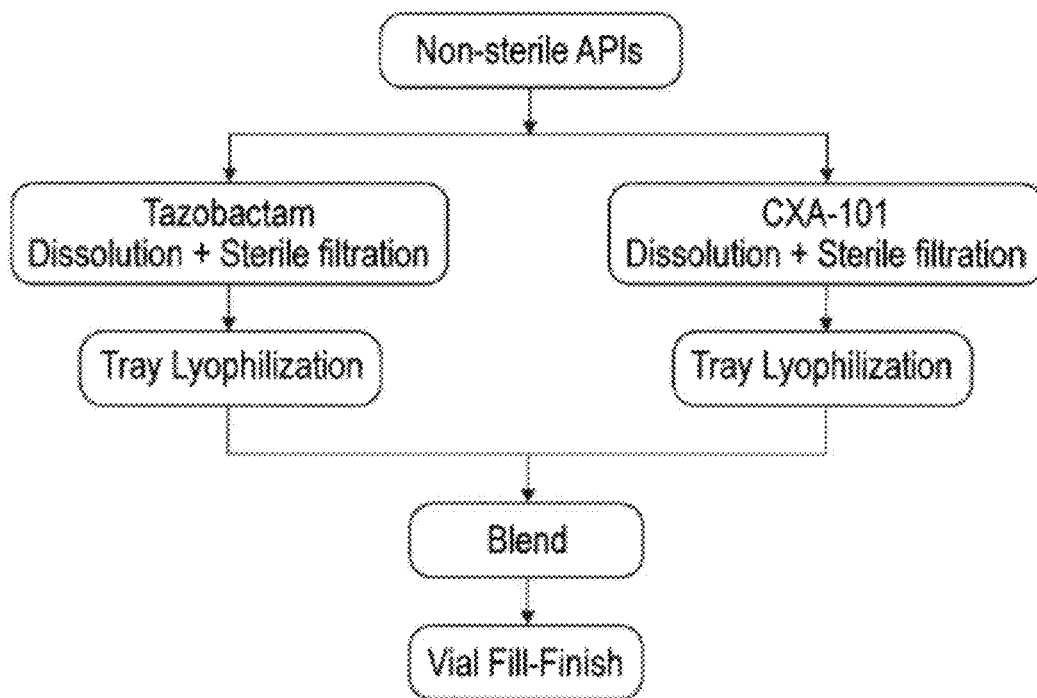 Non-sterile APIs
Tazobactam
Dissolution + Sterile filtration
CXA-101
Dissolution + Sterile filtration
Tray Lyophilization
Tray Lyophilization
Blend
Vial Fill-Finish